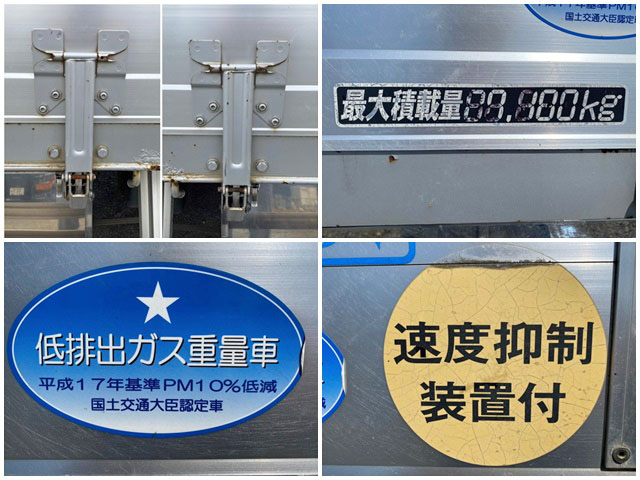 国土交通大臣認定車
最大積載量
低排出ガス重量車
平成17年基準PM10%低減
国土交通大臣認定車
速度抑制
装置付